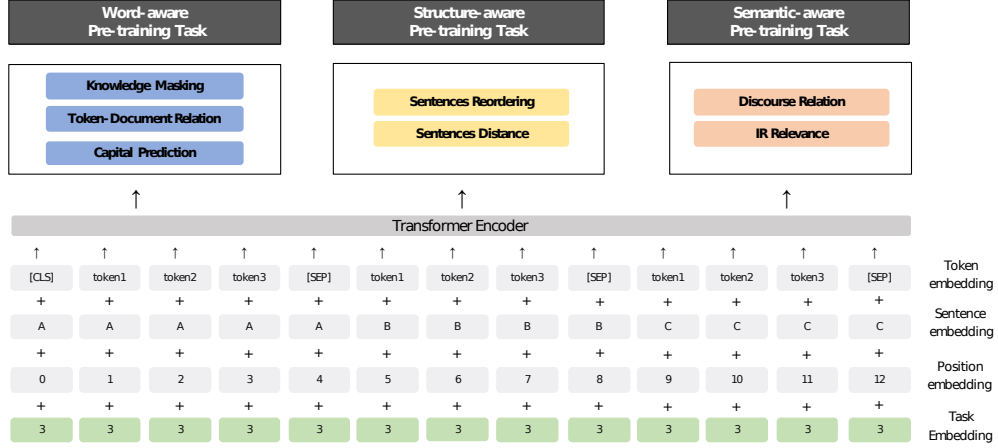 Word-aware
Pre-training Task
Structure-aware
Pre-training Task
Semantic-aware
Pre-training Task
Knowledge Masking
Token-Document Relation
Capital Prediction
Sentences Reordering
Sentences Distance
Discourse Relation
IR Relevance
↑ ↑ ↑
Transformer Encoder
↑ ↑ ↑ ↑ ↑ ↑ ↑ ↑ ↑ ↑ ↑ ↑ ↑
[CLS] token1 token2 token3 [SEP] token1 token2 token3 [SEP] token1 token2 token3 [SEP]
Token
embedding
+ + + + + + + + + + + + +
A A A A A B B B B C C C C
Sentence
embedding
+ + + + + + + + + + + + +
0 1 2 3 4 5 6 7 8 9 10 11 12
Position
embedding
+ + + + + + + + + + + + +
3 3 3 3 3 3 3 3 3 3 3 3 3
Task
Embedding